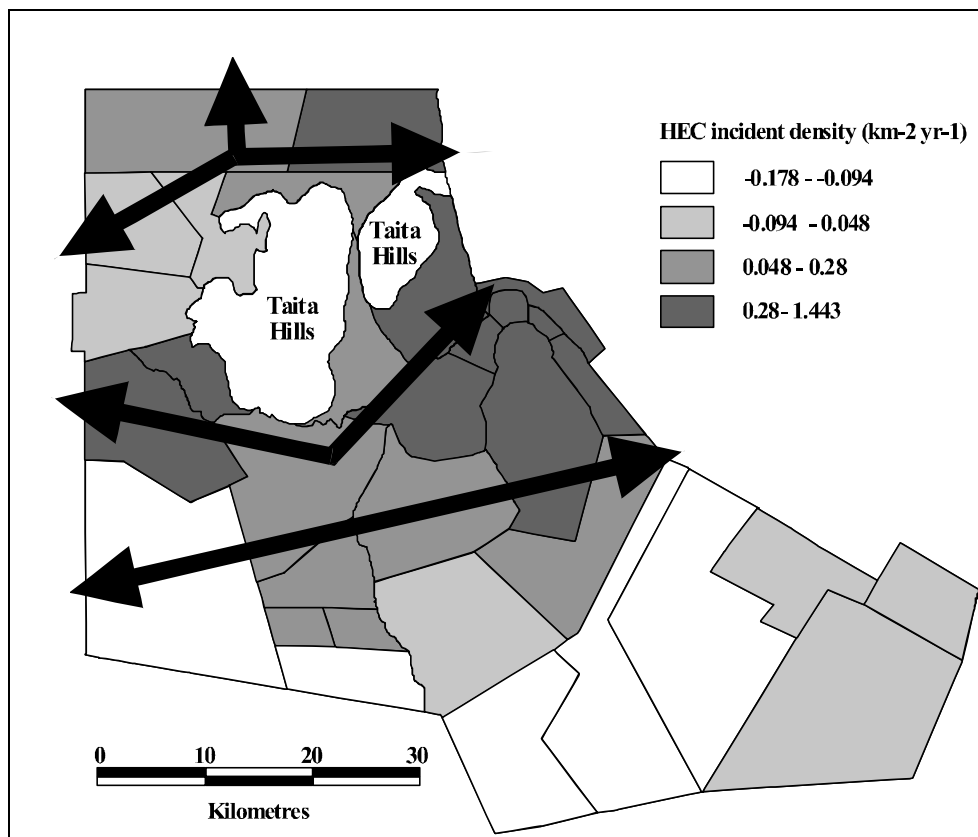 HEC incident density (km-2 yr-1)
-0.178 - -0.094
-0.094 - 0.048
0.048 - 0.28
0.28- 1.443
Taita
Hills
Taita
Hills
0 10 20 30
Kilometres